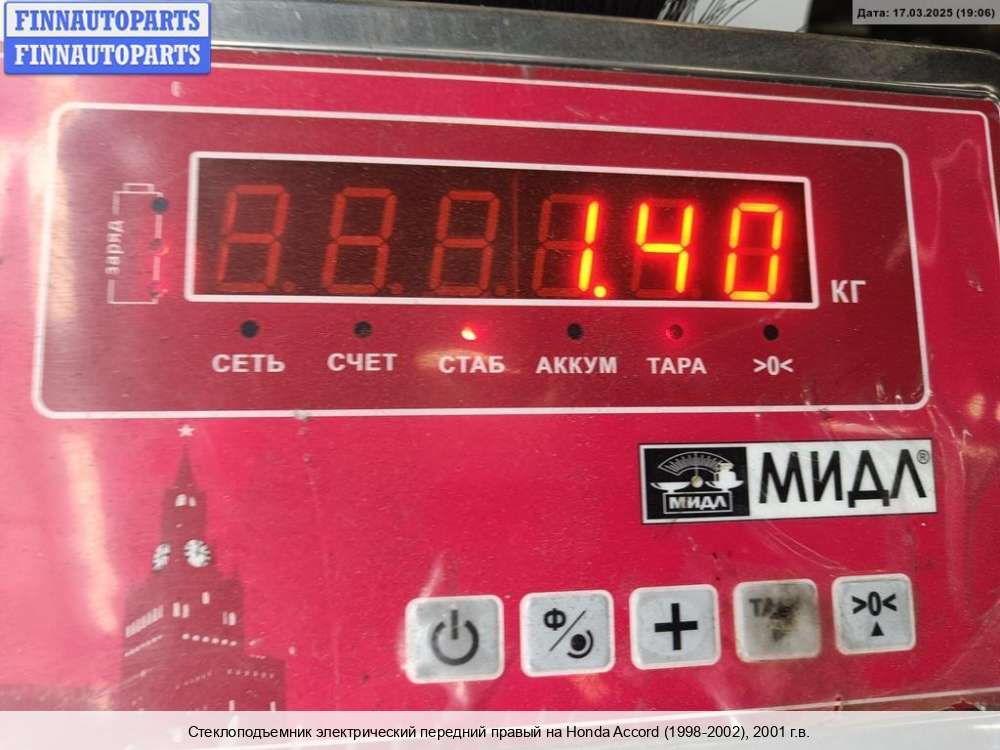 FINNAUTOPARTS
FINNAUTOPARTS
Дата: 17.03.2025 (19:06)
заряд
1.40
КГ
СЕТЬ СЧЕТ СТАБ АККУМ ТАРА >0<
МИДЛ МИДЛ®
Ф >0<
Стеклоподъемник электрический передний правый на Honda Accord (1998-2002), 2001 г.в.